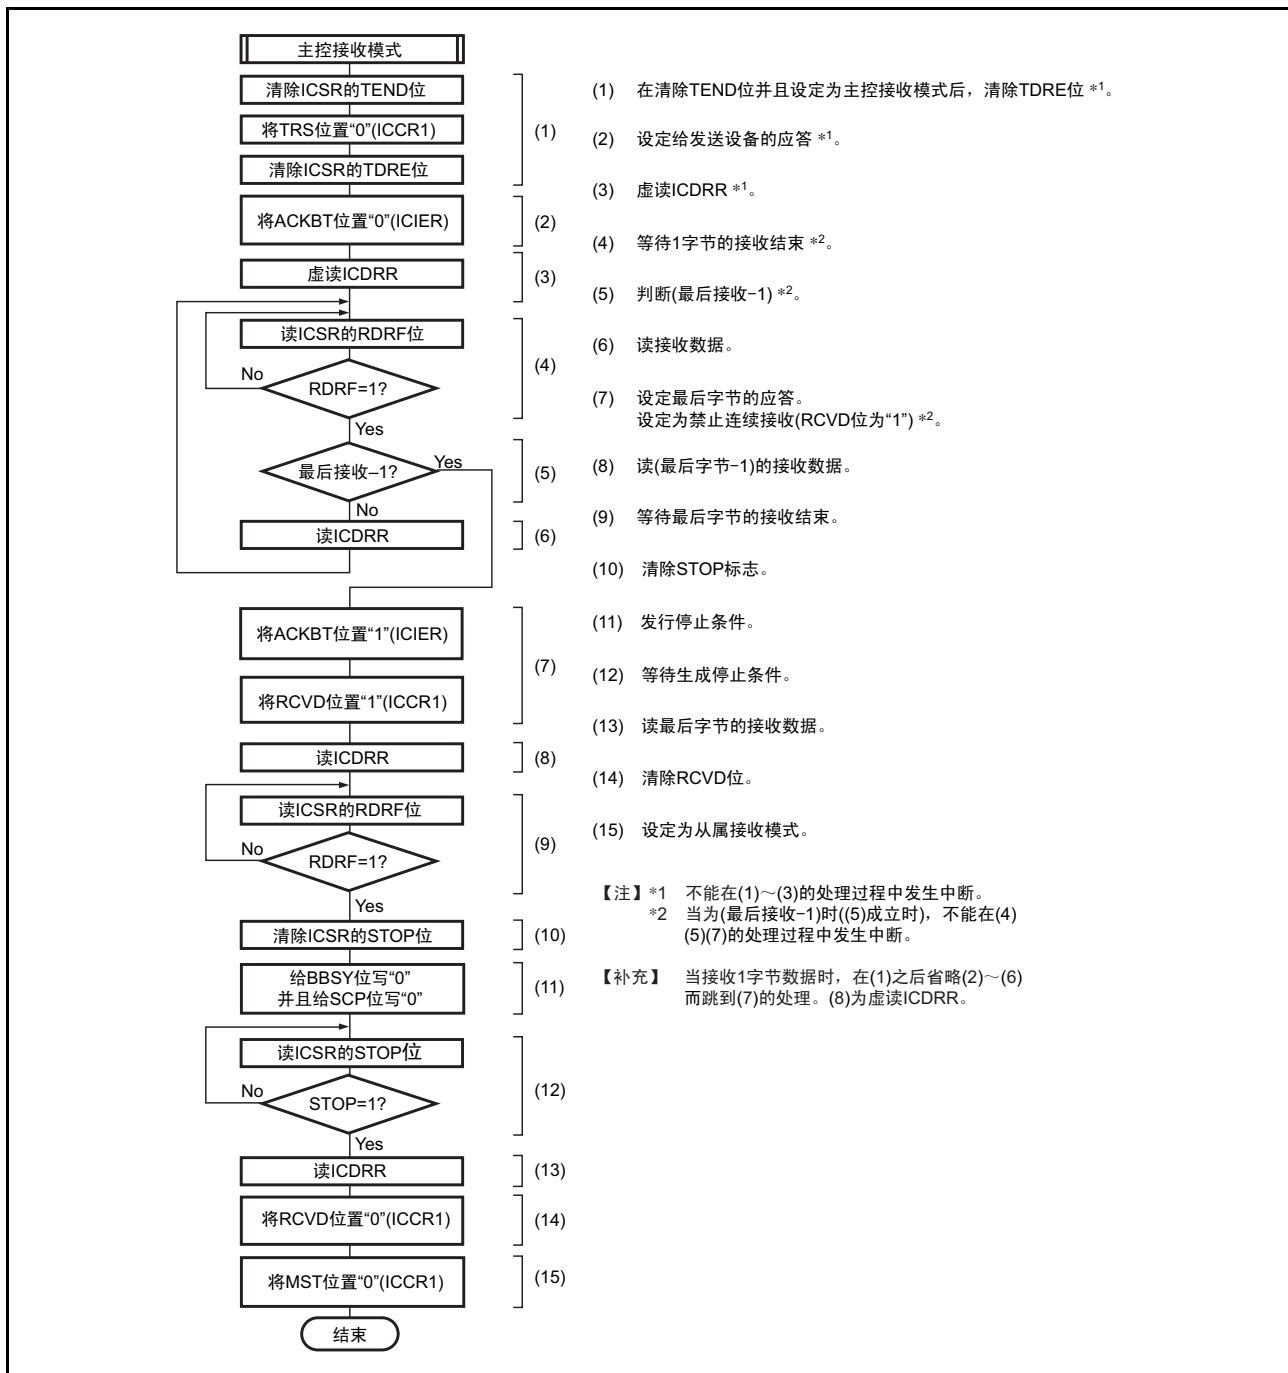 主控接收模式
清除ICSR的TEND位
将TRS位置“0”(ICCR1)
清除ICSR的TDRE位
(1)
将ACKBT位置“0”(ICIER)
(2)
虚读ICDRR
(3)
读ICSR的RDRF位
No
RDRF=1?
(4)
Yes
最后接收–1?
Yes
(5)
No
读ICDRR
(6)
将ACKBT位置“1”(ICIER)
将RCVD位置“1”(ICCR1)
(7)
读ICDRR
(8)
读ICSR的RDRF位
No
RDRF=1?
(9)
Yes
清除ICSR的STOP位
(10)
给BBSY位写“0”
并且给SCP位写“0”
(11)
读ICSR的STOP位
No
STOP=1?
(12)
Yes
读ICDRR
(13)
将RCVD位置“0”(ICCR1)
(14)
将MST位置“0”(ICCR1)
(15)
结束
(1) 在清除TEND位并且设定为主控接收模式后，清除TDRE位 *1。
(2) 设定给发送设备的应答 *1。
(3) 虚读ICDRR *1。
(4) 等待1字节的接收结束 *2。
(5) 判断(最后接收−1) *2。
(6) 读接收数据。
(7) 设定最后字节的应答。
设定为禁止连续接收(RCVD位为“1”) *2。
(8) 读(最后字节−1)的接收数据。
(9) 等待最后字节的接收结束。
(10) 清除STOP标志。
(11) 发行停止条件。
(12) 等待生成停止条件。
(13) 读最后字节的接收数据。
(14) 清除RCVD位。
(15) 设定为从属接收模式。
【注】*1 不能在(1)～(3)的处理过程中发生中断。
*2 当为(最后接收−1)时((5)成立时)，不能在(4)
(5)(7)的处理过程中发生中断。
【补充】 当接收1字节数据时，在(1)之后省略(2)～(6)
而跳到(7)的处理。(8)为虚读ICDRR。